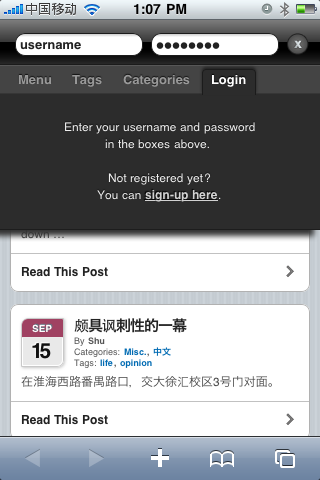 中国移动 1:07 PM
username ●●●●●●●● x
Menu Tags Categories Login
Enter your username and password
in the boxes above.
Not registered yet?
You can sign-up here.
down ...
Read This Post
SEP
15
颇具讽刺性的一幕
By Shu
Categories: Misc., 中文
Tags: life, opinion
在淮海西路番禺路口，交大徐汇校区3号门对面。
Read This Post